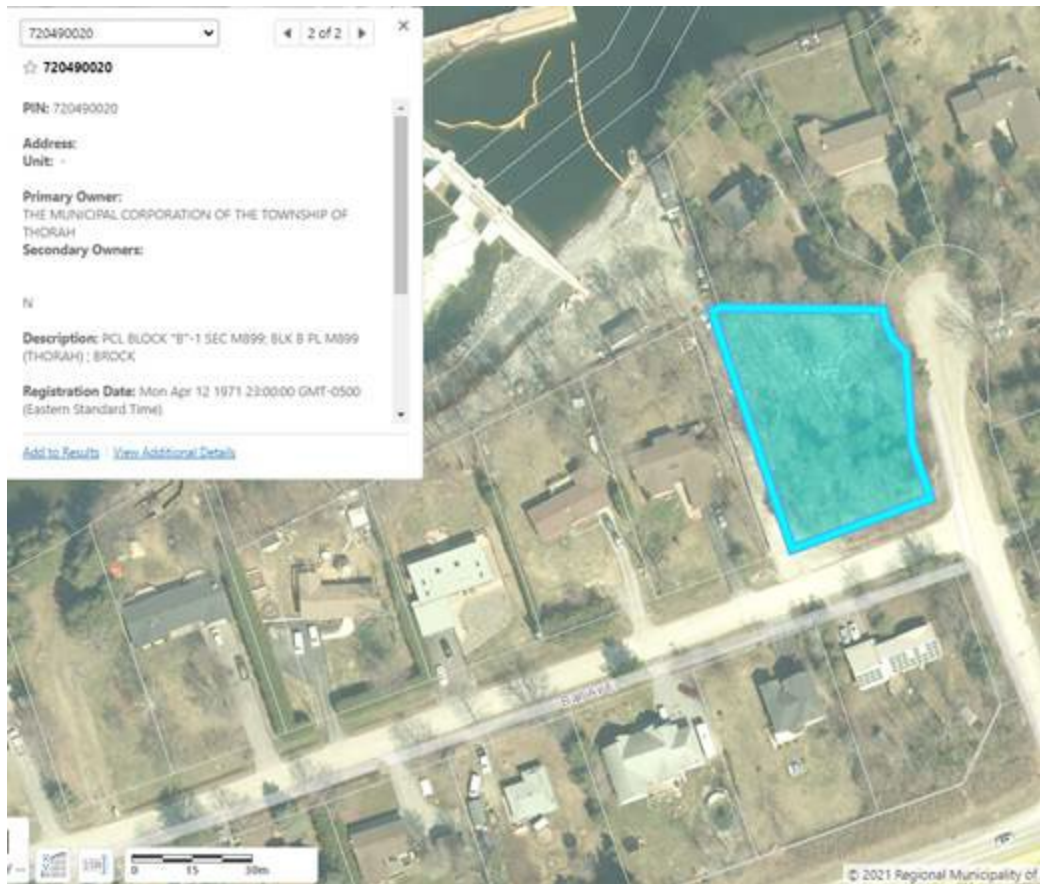 720490020
2 of 2
720490020
PIN: 720490020
Address:
Unit: -
Primary Owner:
THE MUNICIPAL CORPORATION OF THE TOWNSHIP OF
THORAH
Secondary Owners:
N
Description: PCL BLOCK "B"-1 SEC M899; BLK B PL M899
(THORAH) ; BROCK
Registration Date: Mon Apr 12 1971 23:00:00 GMT-0500
(Eastern Standard Time)
Add to Results
View Additional Details
0 15 30m
© 2021 Regional Municipality of